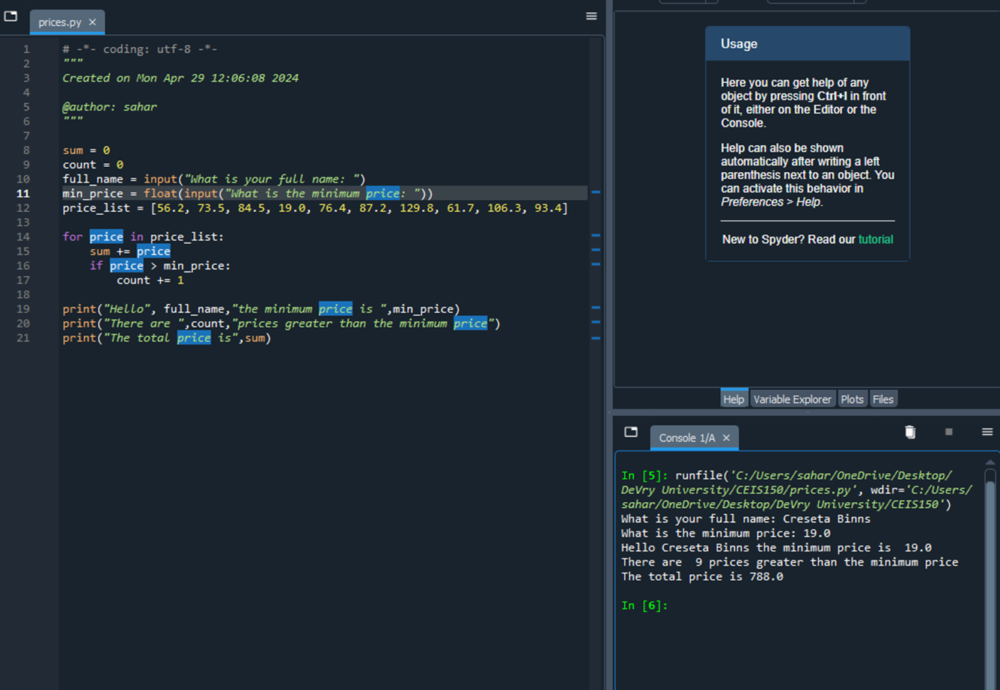 prices.py
1 # -*- coding: utf-8 -*-
2 """
3 Created on Mon Apr 29 12:06:08 2024
4
5 @author: sahar
6 """
7
8 sum = 0
9 count = 0
10 full_name = input("What is your full name: ")
11 min_price = float(input("What is the minimum price: "))
12 price_list = [56.2, 73.5, 84.5, 19.0, 76.4, 87.2, 129.8, 61.7, 106.3, 93.4]
13
14 for price in price_list:
15     sum += price
16     if price > min_price:
17         count += 1
18
19 print("Hello", full_name,"the minimum price is ",min_price)
20 print("There are ",count,"prices greater than the minimum price")
21 print("The total price is",sum)
Usage
Here you can get help of any
object by pressing Ctrl+I in front
of it, either on the Editor or the
Console.
Help can also be shown
automatically after writing a left
parenthesis next to an object. You
can activate this behavior in
Preferences > Help.
New to Spyder? Read our tutorial
Help Variable Explorer Plots Files
Console 1/A
In [5]: runfile('C:/Users/sahar/OneDrive/Desktop/
DeVry University/CEIS150/prices.py', wdir='C:/Users/
sahar/OneDrive/Desktop/DeVry University/CEIS150')
What is your full name: Creseta Binns
What is the minimum price: 19.0
Hello Creseta Binns the minimum price is  19.0
There are  9 prices greater than the minimum price
The total price is 788.0
In [6]: